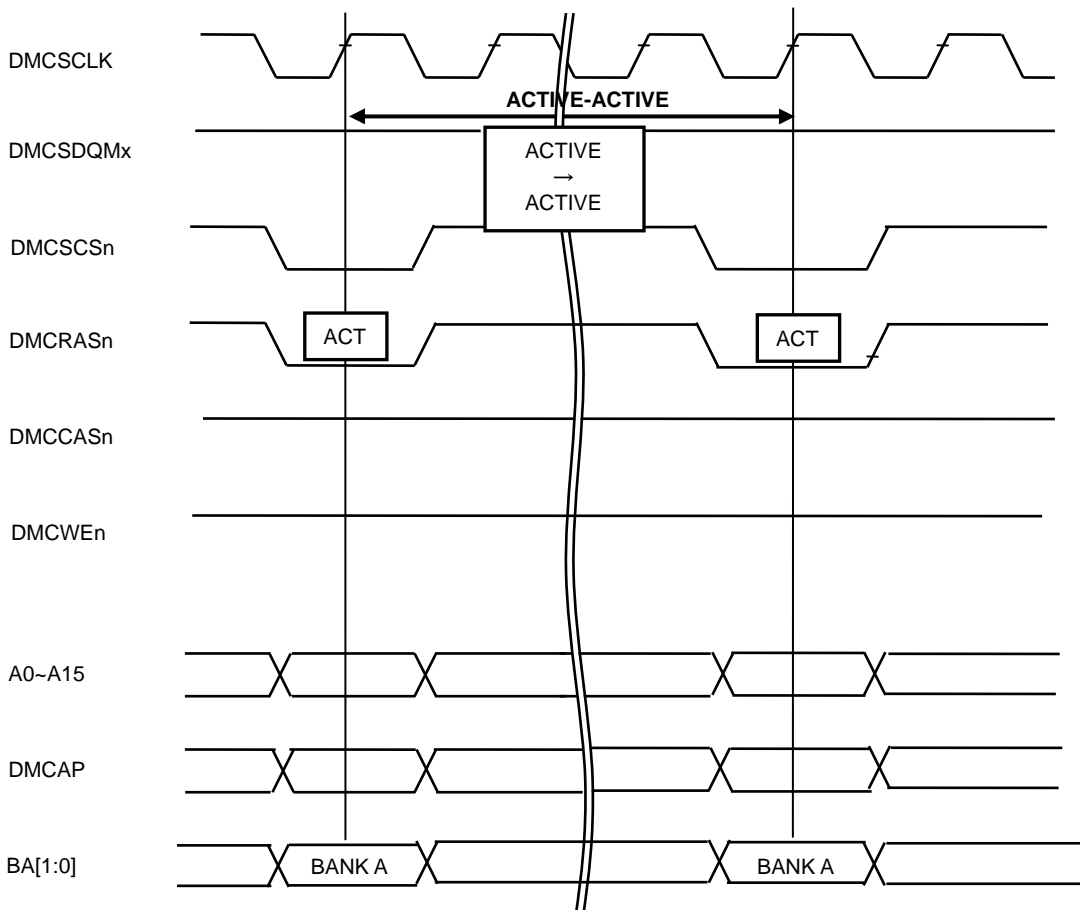 DMCSCLK
ACTIVE-ACTIVE
DMCSDQMx
ACTIVE
→
ACTIVE
DMCSCSn
DMCRASn
ACT
ACT
DMCCASn
DMCWEn
A0~A15
DMCAP
BA[1:0]
BANK A
BANK A